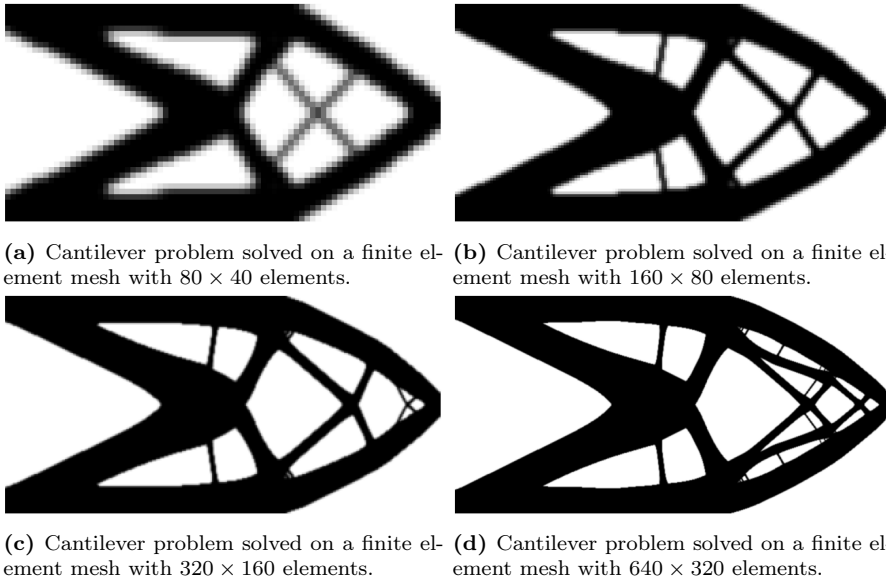 (a) Cantilever problem solved on a finite el-
ement mesh with 80 × 40 elements.
(b) Cantilever problem solved on a finite el
ement mesh with 160 × 80 elements.
(c) Cantilever problem solved on a finite el-
ement mesh with 320 × 160 elements.
(d) Cantilever problem solved on a finite el
ement mesh with 640 × 320 elements.